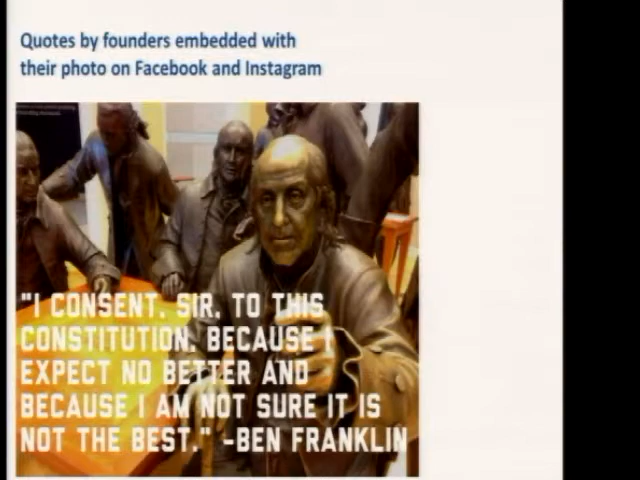 Quotes by founders embedded with
their photo on Facebook and Instagram
"I CONSENT, SIR, TO THIS
CONSTITUTION, BECAUSE I
EXPECT NO BETTER AND
BECAUSE I AM NOT SURE IT IS
NOT THE BEST." -BEN FRANKLIN